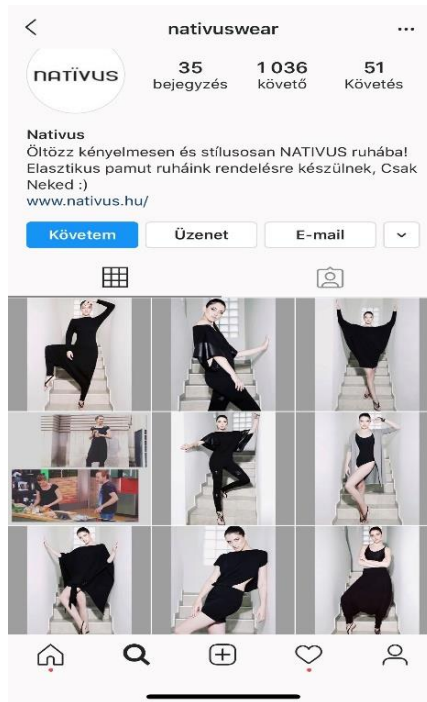 nativuswear
NATÏVUS
35
1 036
51
bejegyzés
követő
Követés
Nativus
Öltözz kényelmesen és stílusosan NATIVUS ruhába!
Elasztikus pamut ruháink rendelésre készülnek, Csak
Neked :)
www.nativus.hu/
Követem
Üzenet
E-mail